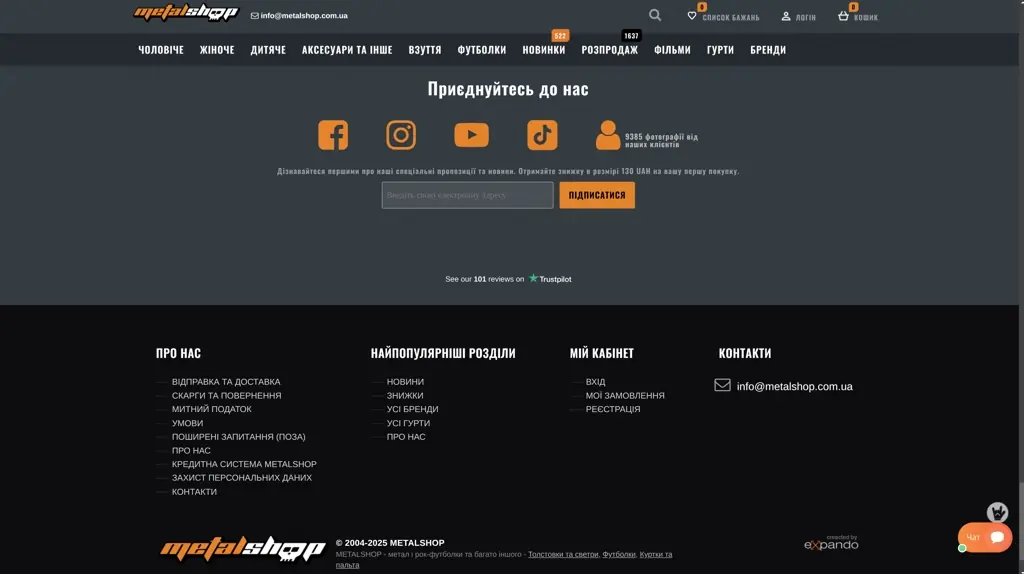 metalshop
info@metalshop.com.ua
0
СПИСОК БАЖАНЬ
ЛОГІН
0
КОШИК
ЧОЛОВІЧЕ
ЖІНОЧЕ
ДИТЯЧЕ
АКСЕСУАРИ ТА ІНШЕ
ВЗУТТЯ
ФУТБОЛКИ
НОВИНКИ
522
РОЗПРОДАЖ
1637
ФІЛЬМИ
ГУРТИ
БРЕНДИ
Приєднуйтесь до нас
9385 фотографії від
наших клієнтів
Дізнавайтеся першими про наші спеціальні пропозиції та новини. Отримайте знижку в розмірі 130 UAH на вашу першу покупку.
Введіть свою електронну адресу
ПІДПИСАТИСЯ
See our 101 reviews on Trustpilot
ПРО НАС
ВІДПРАВКА ТА ДОСТАВКА
СКАРГИ ТА ПОВЕРНЕННЯ
МИТНИЙ ПОДАТОК
УМОВИ
ПОШИРЕНІ ЗАПИТАННЯ (ПОЗА)
ПРО НАС
КРЕДИТНА СИСТЕМА METALSHOP
ЗАХИСТ ПЕРСОНАЛЬНИХ ДАНИХ
КОНТАКТИ
НАЙПОПУЛЯРНІШІ РОЗДІЛИ
НОВИНИ
ЗНИЖКИ
УСІ БРЕНДИ
УСІ ГУРТИ
ПРО НАС
МІЙ КАБІНЕТ
ВХІД
МОЇ ЗАМОВЛЕННЯ
РЕЄСТРАЦІЯ
КОНТАКТИ
info@metalshop.com.ua
metalshop
© 2004-2025 METALSHOP
METALSHOP - метал і рок-футболки та багато іншого - Толстовки та светри, Футболки, Куртки та
пальта
created by
expando
Чат